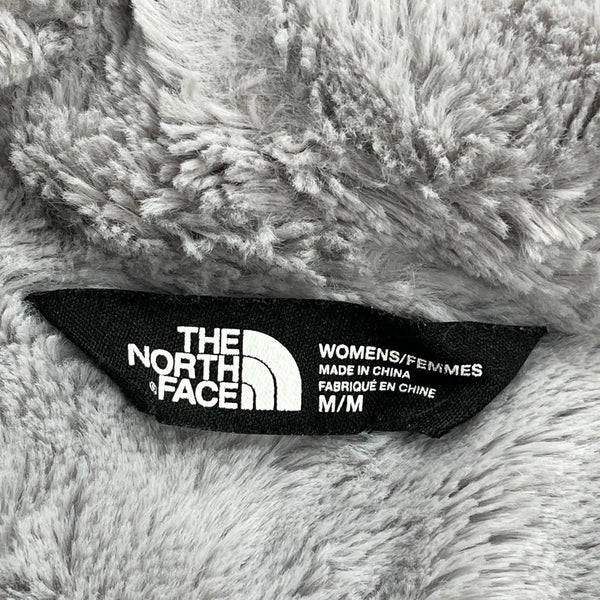 THE
NORTH
FACE
WOMENS/FEMMES
MADE IN CHINA
FABRIQUÉ EN CHINE
M/M